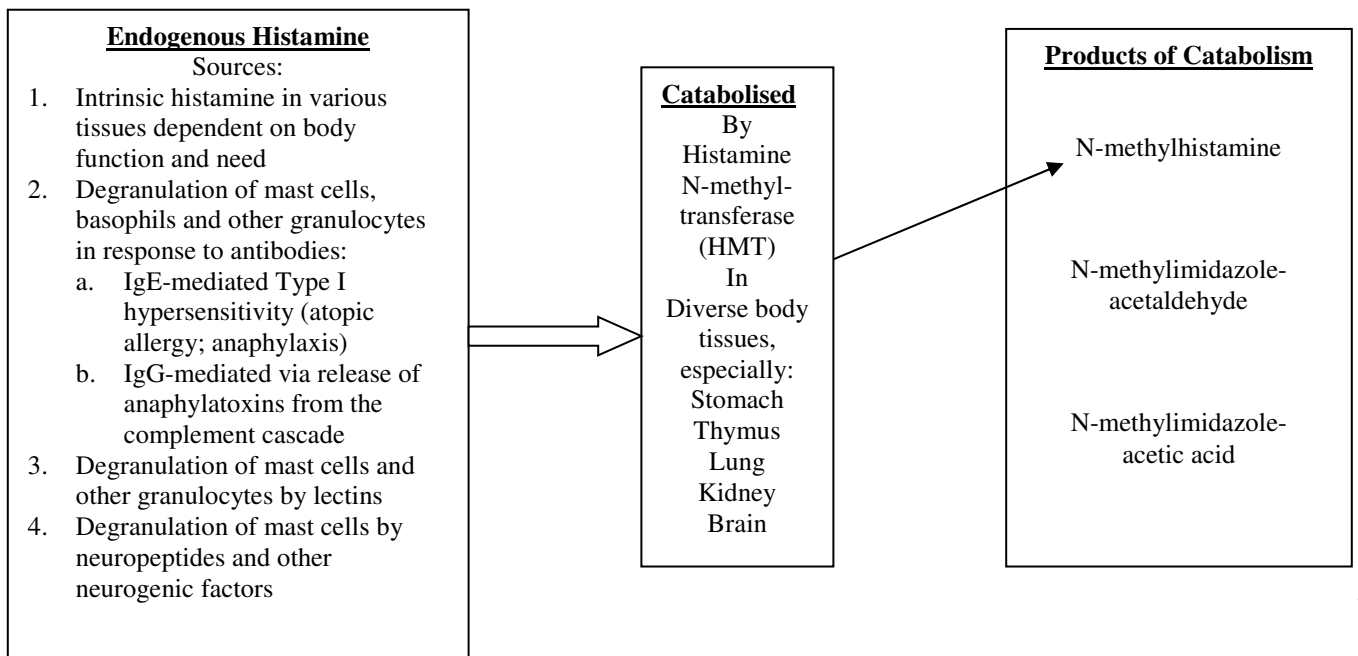 Endogenous Histamine
Sources:
1. Intrinsic histamine in various
tissues dependent on body
function and need
2. Degranulation of mast cells,
basophils and other granulocytes
in response to antibodies:
a. IgE-mediated Type I
hypersensitivity (atopic
allergy; anaphylaxis)
b. IgG-mediated via release of
anaphylatoxins from the
complement cascade
3. Degranulation of mast cells and
other granulocytes by lectins
4. Degranulation of mast cells by
neuropeptides and other
neurogenic factors
Catabolised
By
Histamine
N-methyl-
transferase
(HMT)
In
Diverse body
tissues,
especially:
Stomach
Thymus
Lung
Kidney
Brain
Products of Catabolism
N-methylhistamine
N-methylimidazole-
acetaldehyde
N-methylimidazole-
acetic acid